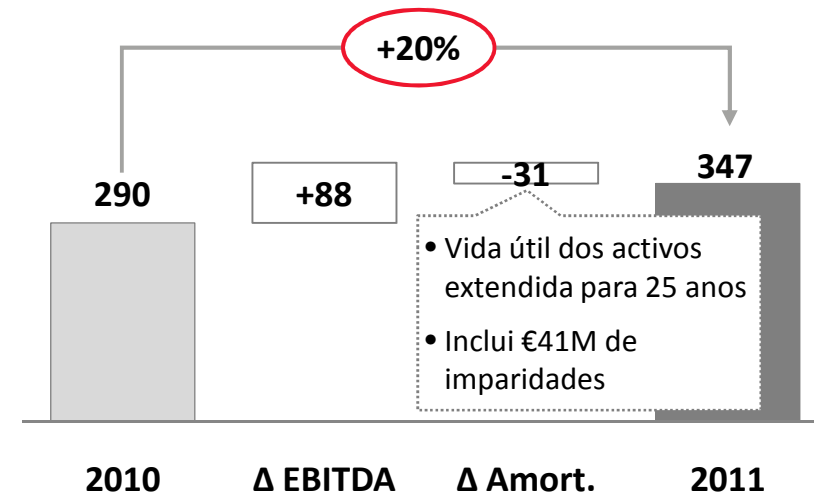 +20%
290
+88
-31
347
• Vida útil dos activos
extendida para 25 anos
• Inclui €41M de
imparidades
2010
Δ EBITDA
Δ Amort.
2011